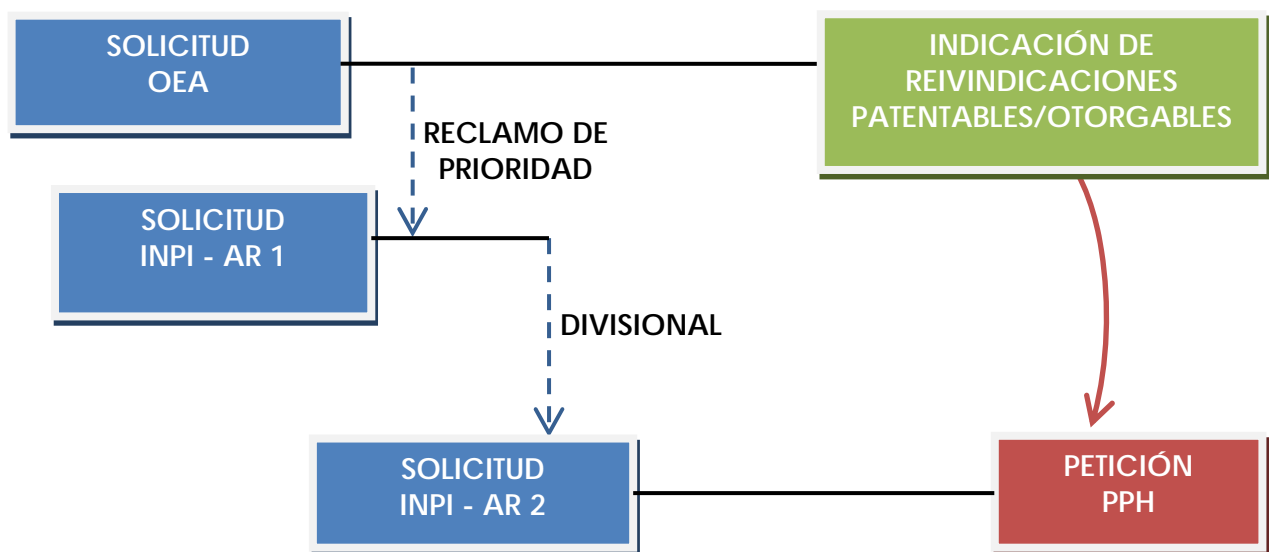 SOLICITUD
OEA
INDICACIÓN DE
REIVINDICACIONES
PATENTABLES/OTORGABLES
RECLAMO DE
PRIORIDAD
SOLICITUD
INPI - AR 1
DIVISIONAL
SOLICITUD
INPI - AR 2
PETICIÓN
PPH